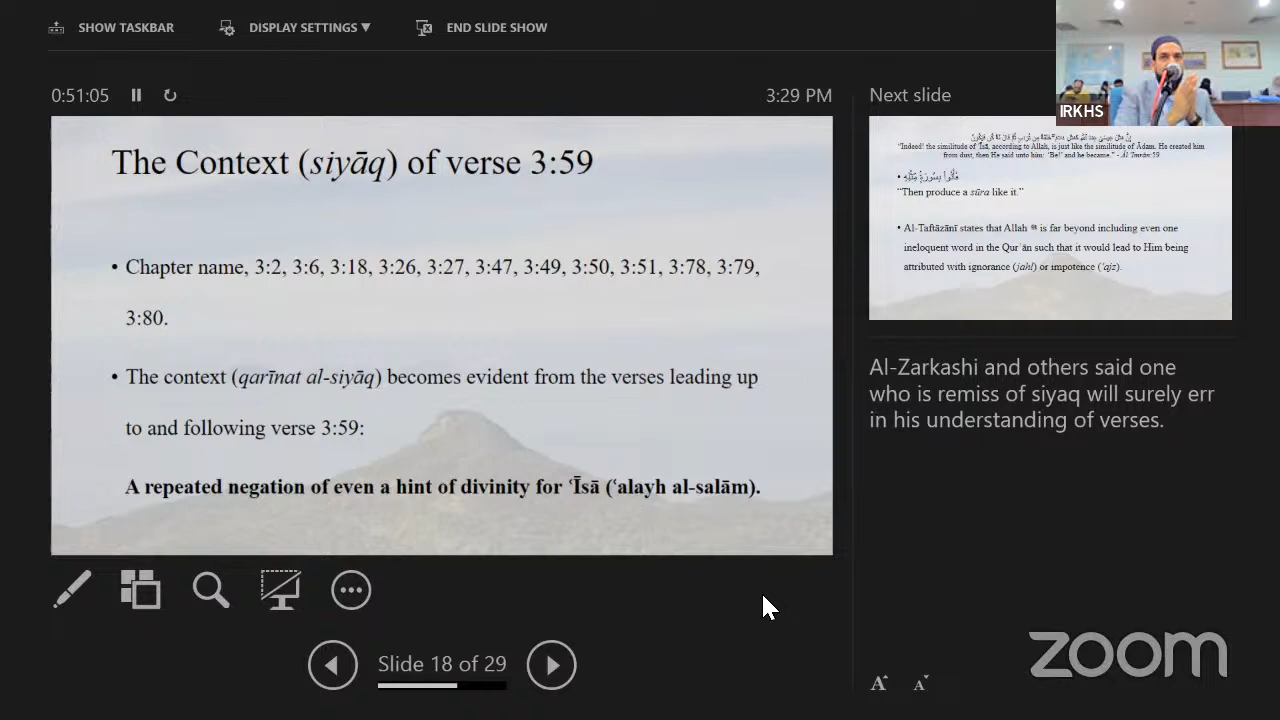 SHOW TASKBAR
DISPLAY SETTINGS ▼
END SLIDE SHOW
0:51:05
3:29 PM
Next slide
IRKHS
The Context (siyāq) of verse 3:59
• Chapter name, 3:2, 3:6, 3:18, 3:26, 3:27, 3:47, 3:49, 3:50, 3:51, 3:78, 3:79,
3:80.
• The context (qarīnat al-siyāq) becomes evident from the verses leading up
to and following verse 3:59:
A repeated negation of even a hint of divinity for ʿĪsā (ʿalayh al-salām).
"Indeed! the similitude of ʿĪsā, according to Allah, is just like the similitude of Ādam. He created him
from dust, then He said unto him: 'Be!' and he became." - Āl ʿImrān:59
• فَأْتُوا بِسُورَةٍ مِّثْلِهِ
"Then produce a sūra like it."
• Al-Taftāzānī states that Allah ﷻ is far beyond including even one
ineloquent word in the Qurʾān such that it would lead to Him being
attributed with ignorance (jahl) or impotence (ʿajz).
Al-Zarkashi and others said one
who is remiss of siyaq will surely err
in his understanding of verses.
Slide 18 of 29
A A
zoom